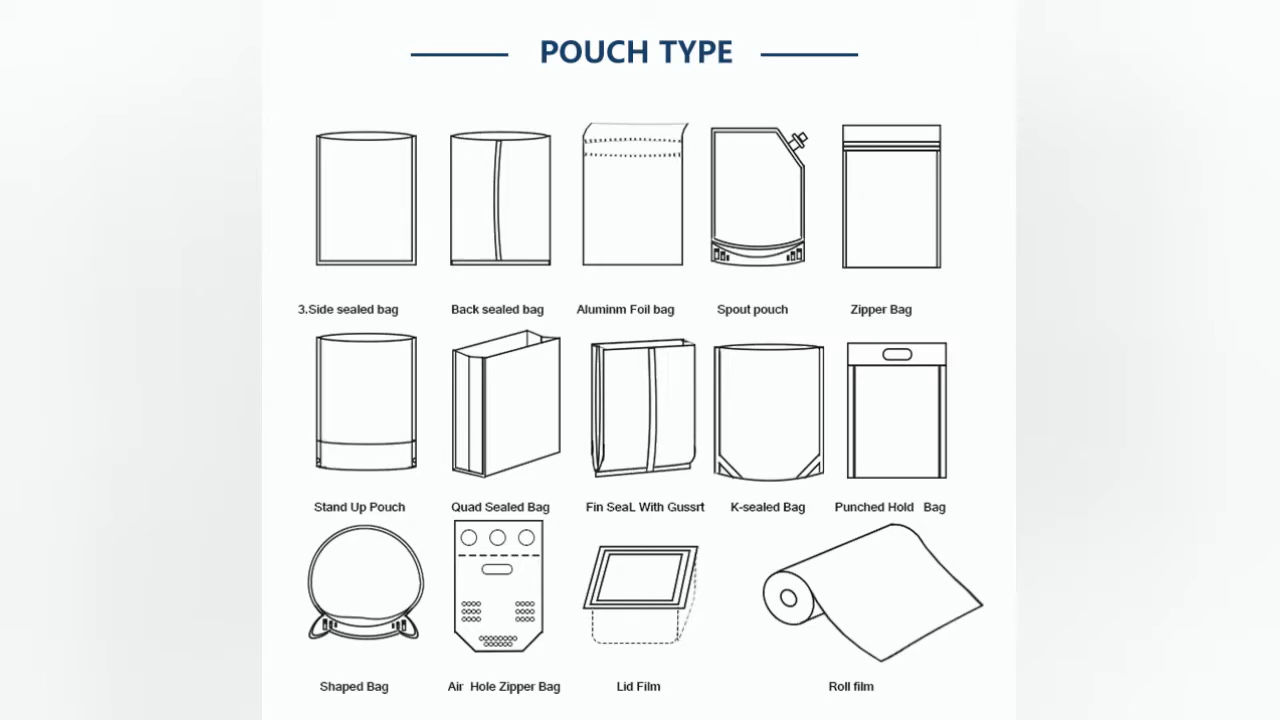 POUCH TYPE
3.Side sealed bag
Back sealed bag
Aluminm Foil bag
Spout pouch
Zipper Bag
Stand Up Pouch
Quad Sealed Bag
Fin SeaL With Gussrt
K-sealed Bag
Punched Hold Bag
Shaped Bag
Air Hole Zipper Bag
Lid Film
Roll film